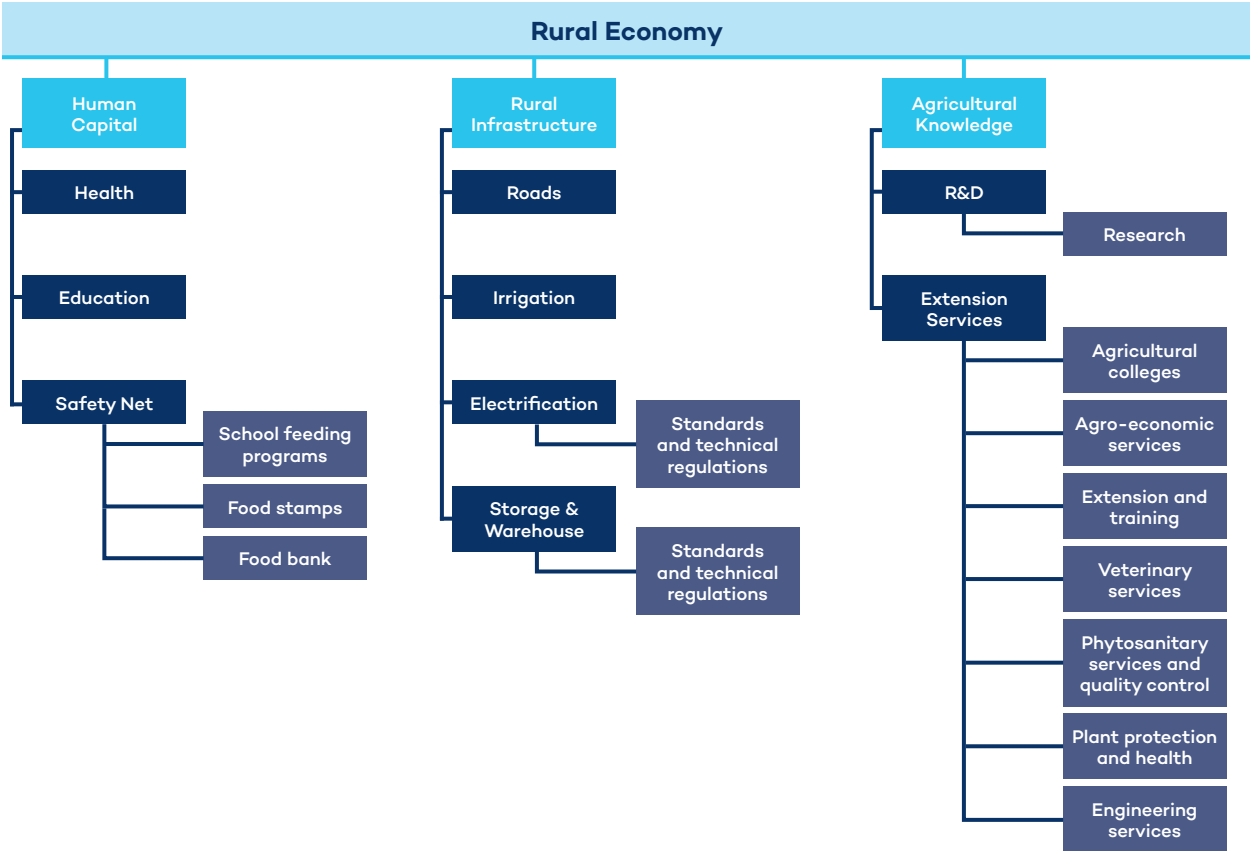 Rural Economy
Human
Capital
Health
Education
Safety Net
School feeding
programs
Food stamps
Food bank
Rural
Infrastructure
Roads
Irrigation
Electrification
Standards
and technical
regulations
Storage &
Warehouse
Standards
and technical
regulations
Agricultural
Knowledge
R&D
Research
Extension
Services
Agricultural
colleges
Agro-economic
services
Extension and
training
Veterinary
services
Phytosanitary
services and
quality control
Plant protection
and health
Engineering
services